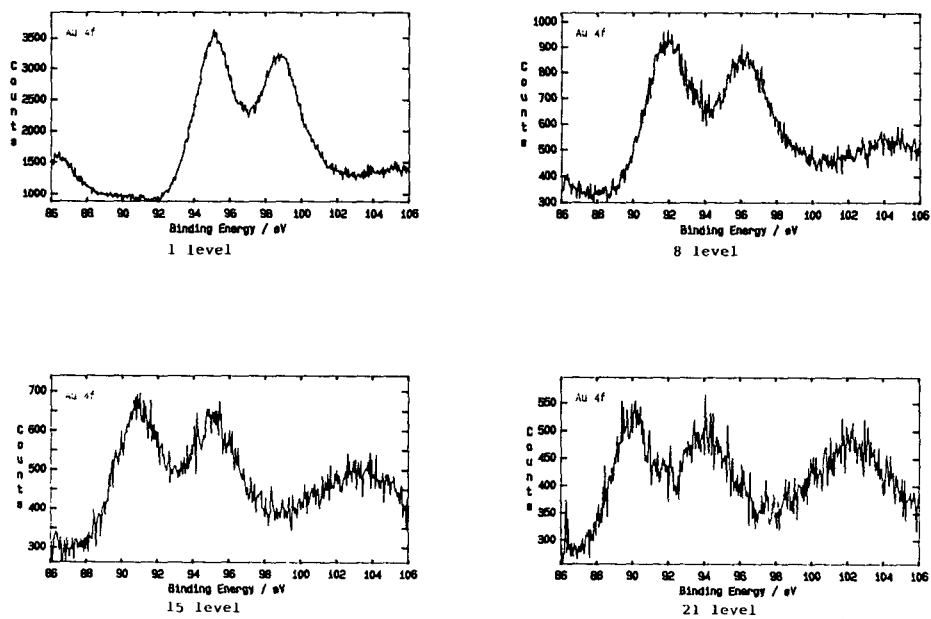 Au 4f
Counts
3500
3000
2500
2000
1500
1000
86 88 90 92 94 96 98 100 102 104 106
Binding Energy / eV
1 level
Au 4f
Counts
1000
900
800
700
600
500
400
300
86 88 90 92 94 96 98 100 102 104 106
Binding Energy / eV
8 level
Au 4f
Counts
700
600
500
400
300
86 88 90 92 94 96 98 100 102 104 106
Binding Energy / eV
15 level
Au 4f
Counts
550
500
450
400
350
300
86 88 90 92 94 96 98 100 102 104 106
Binding Energy / eV
21 level